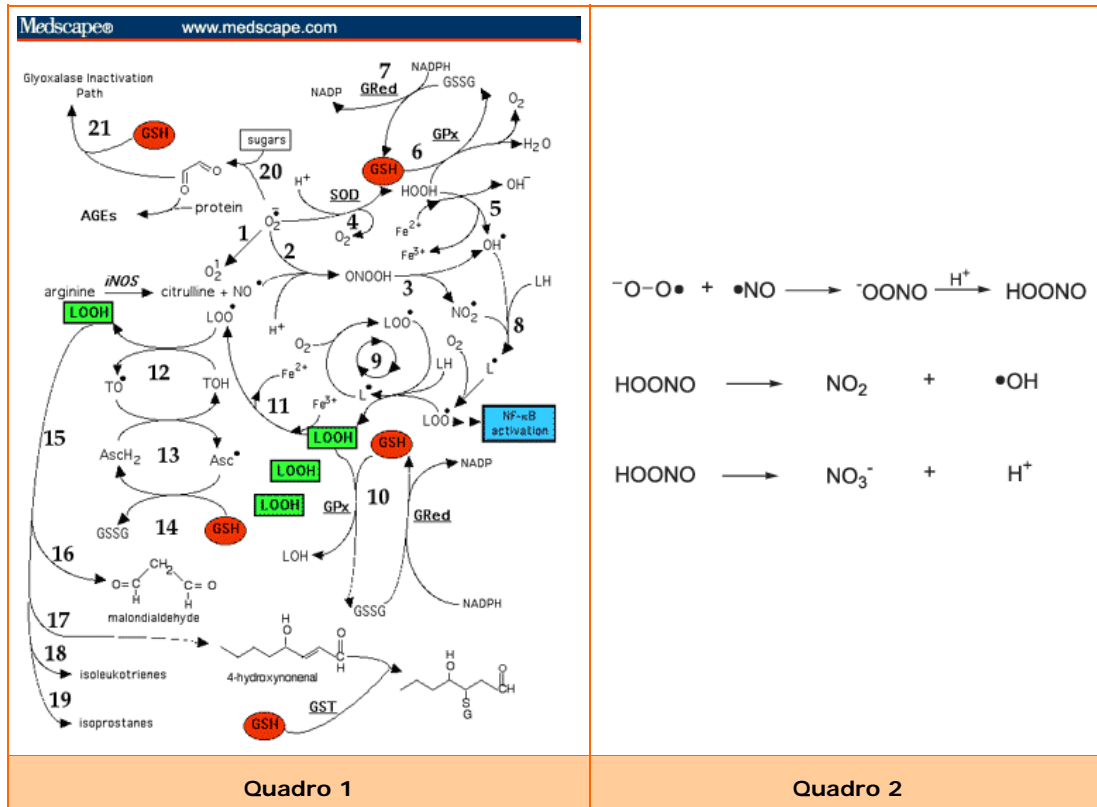 Medscape® www.medscape.com
Glyoxalase Inactivation
Path
21
GSH
sugars
20
AGEs
protein
NADP
7
NADPH
GRed
GSSG
GPx
6
O₂
H₂O
GSH
H⁺
SOD
4
O₂
O₂•̄
HOOH
OH⁻
Fe²⁺
5
Fe³⁺
OH•
1
2
O₂¹
ONOOH
3
NO₂•
LH
8
arginine
iNOS
citrulline + NO•
H⁺
LOOH
LOO•
12
TO•
TOH
O₂
LOO•
9
LH
L•
O₂
L•
LOO•
NF-κB
activation
Fe²⁺
11
Fe³⁺
LOOH
GSH
15
AscH₂
13
Asc•
LOOH
LOOH
14
GSSG
GSH
GPx
10
GRed
NADP
LOH
GSSG
NADPH
16
O=C
H
CH₂
C=O
H
malondialdehyde
17
H
O
O
H
4-hydroxynonenal
18
isoleukotrienes
19
isoprostanes
GSH
GST
H
O
O
CH
S
G
⁻O-O• + •NO ⁻OONO H⁺ HOONO
HOONO NO₂ + •OH
HOONO NO₃⁻ + H⁺
Quadro 1
Quadro 2